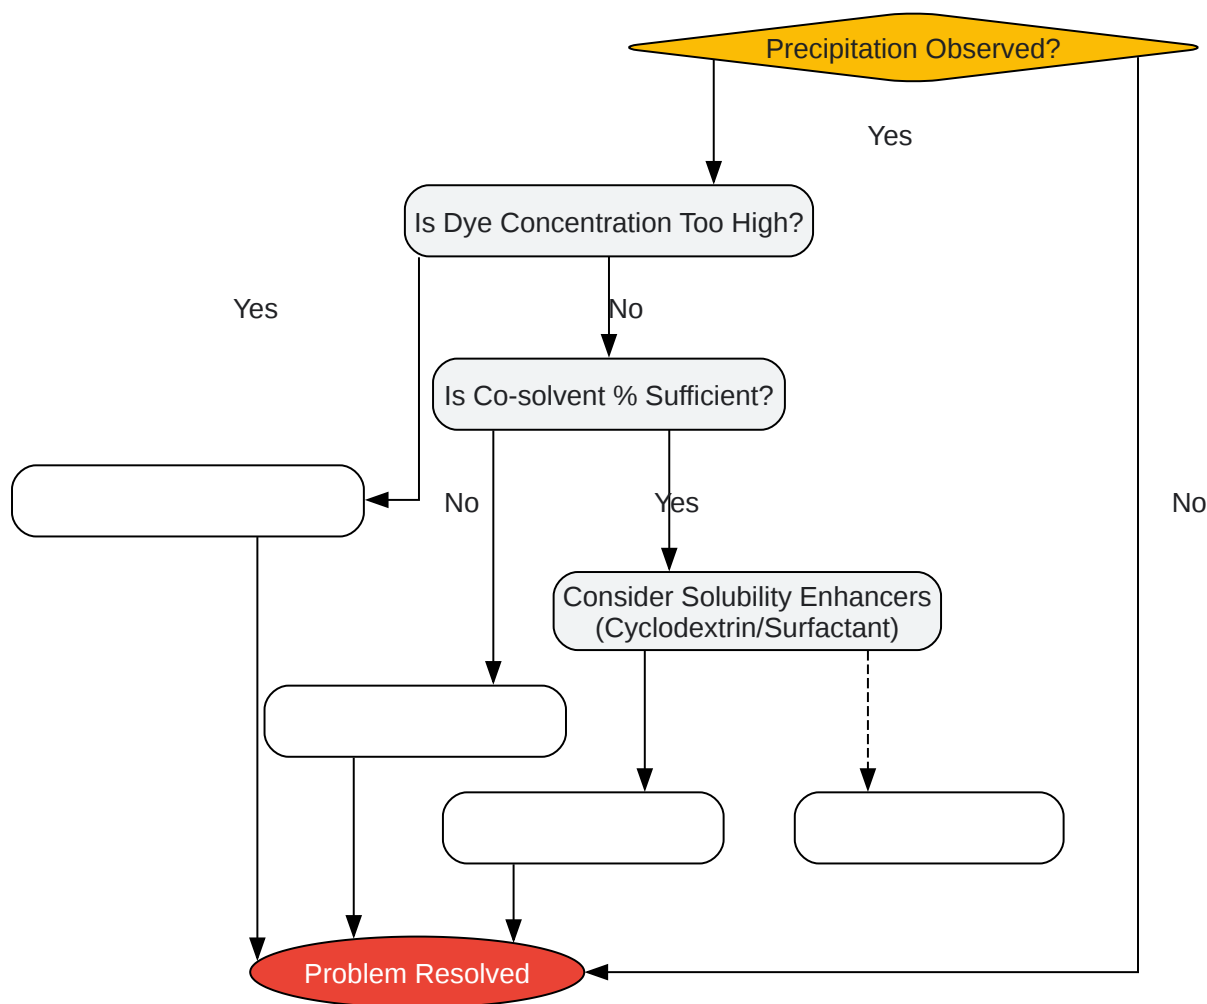 Precipitation Observed?
Yes
Is Dye Concentration Too High?
Yes
No
Is Co-solvent % Sufficient?
No
Yes
No
Consider Solubility Enhancers
(Cyclodextrin/Surfactant)
Problem Resolved